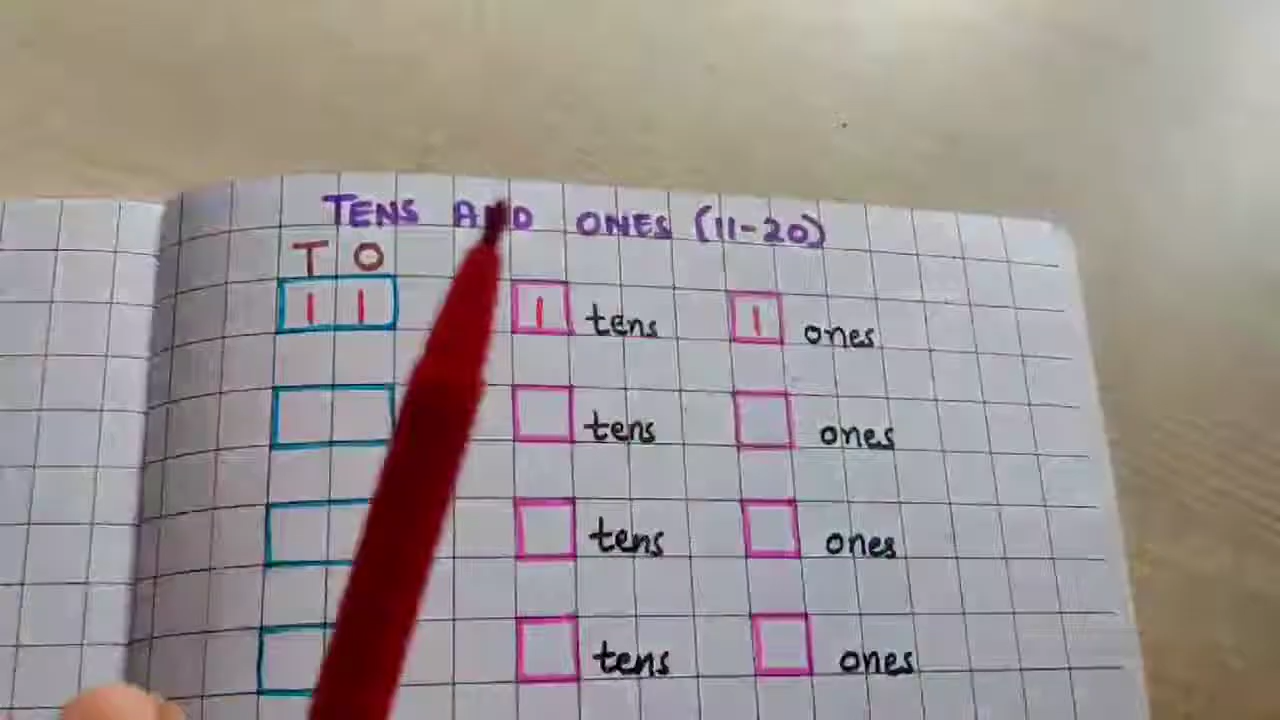 TENS AND ONES (11-20)
T O
1 1 1 tens 1 ones
tens ones
tens ones
tens ones